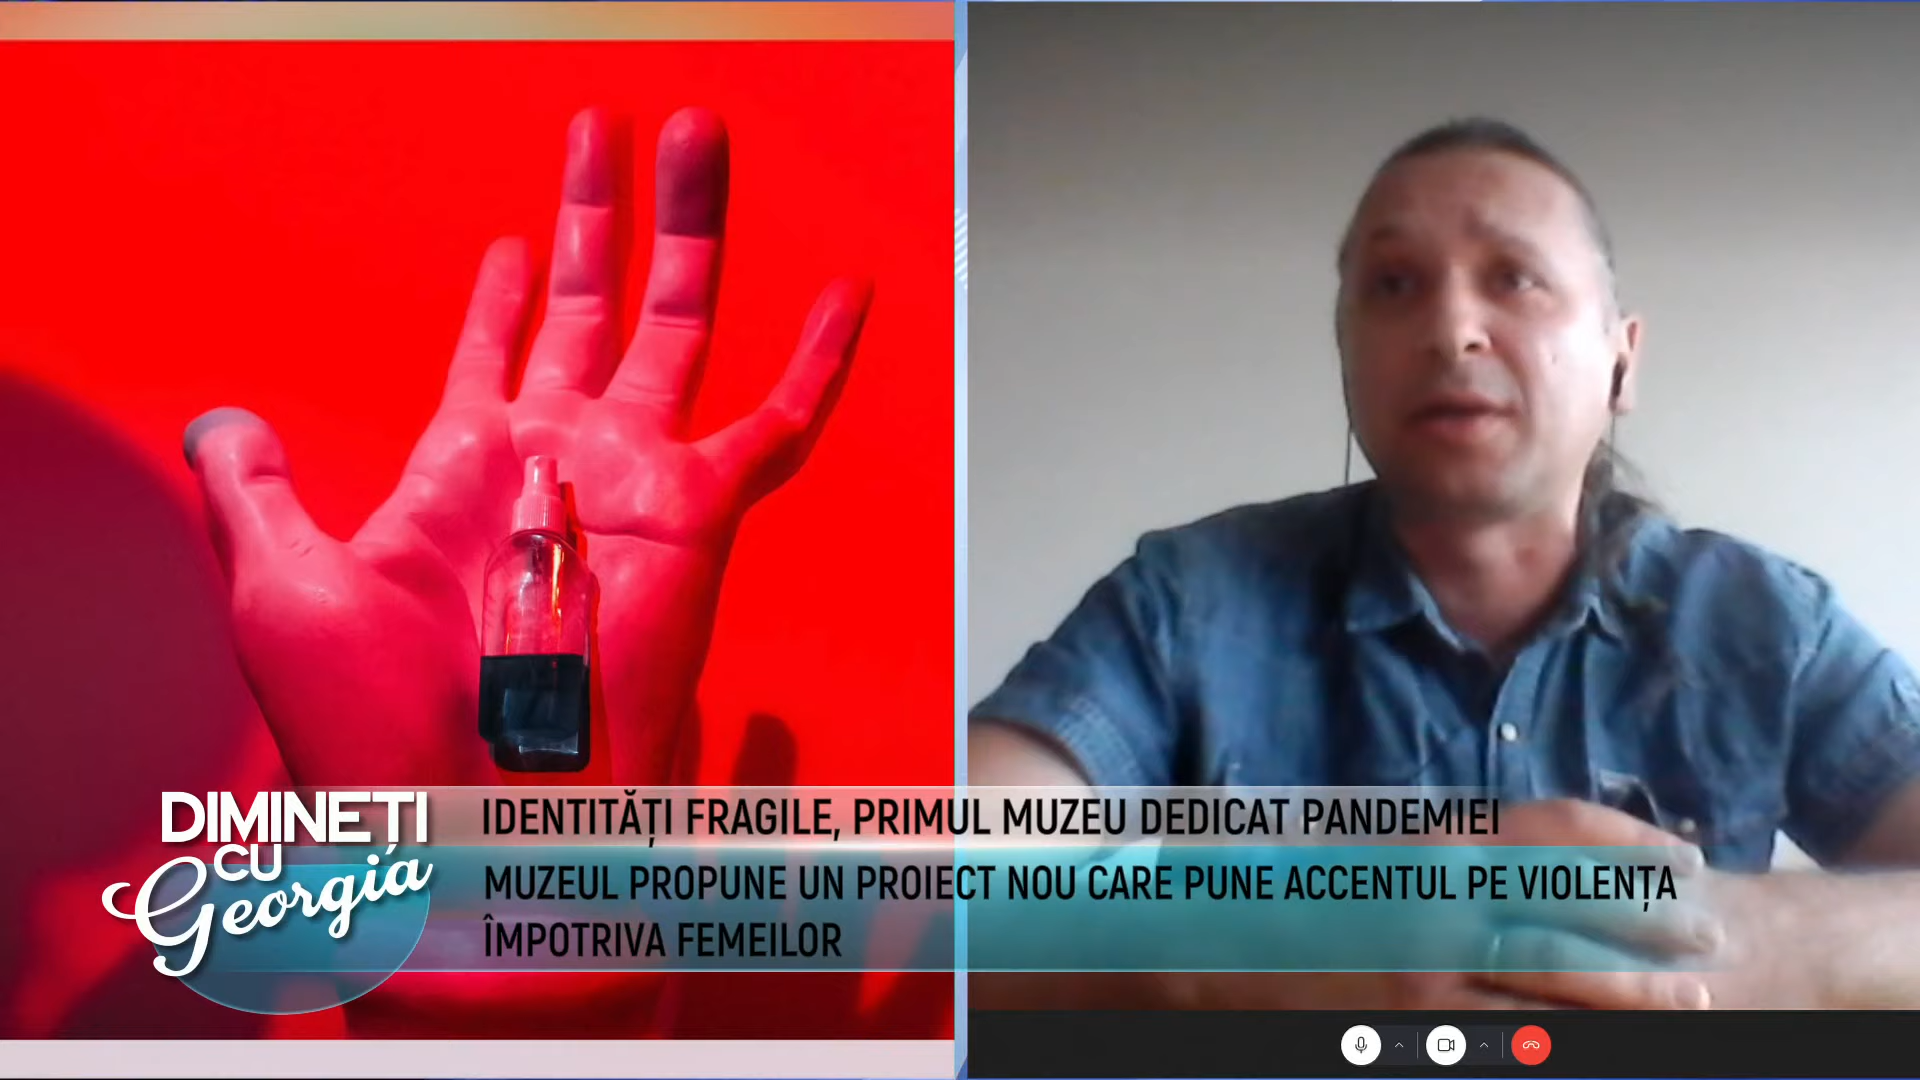 DIMINEȚI
CU
Georgia
IDENTITĂȚI FRAGILE, PRIMUL MUZEU DEDICAT PANDEMIEI
MUZEUL PROPUNE UN PROIECT NOU CARE PUNE ACCENTUL PE VIOLENȚA
ÎMPOTRIVA FEMEILOR